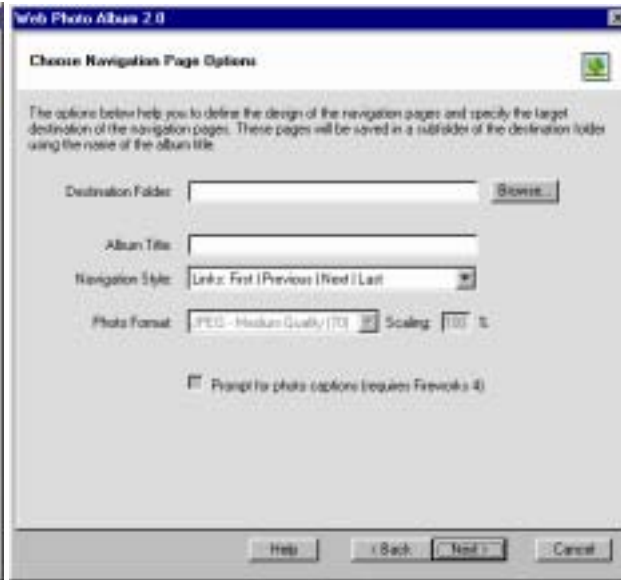 Web Photo Album 2.0
Choose Navigation Page Options
The options below help you to define the design of the navigation pages and specify the target
destination of the navigation pages. These pages will be saved in a subfolder of the destination folder
using the name of the album title.
Destination Folder: Browse...
Album Title:
Navigation Style: Links: First | Previous | Next | Last
Photo Format: JPEG - Medium Quality (70) Scaling: 100 %
Prompt for photo captions (requires Fireworks 4)
Help < Back Next > Cancel